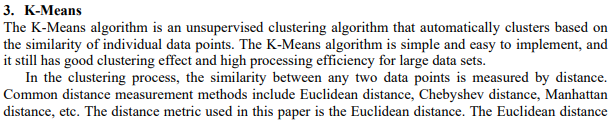 3. K-Means
The K-Means algorithm is an unsupervised clustering algorithm that automatically clusters based on
the similarity of individual data points. The K-Means algorithm is simple and easy to implement, and
it still has good clustering effect and high processing efficiency for large data sets.
In the clustering process, the similarity between any two data points is measured by distance.
Common distance measurement methods include Euclidean distance, Chebyshev distance, Manhattan
distance, etc. The distance metric used in this paper is the Euclidean distance. The Euclidean distance